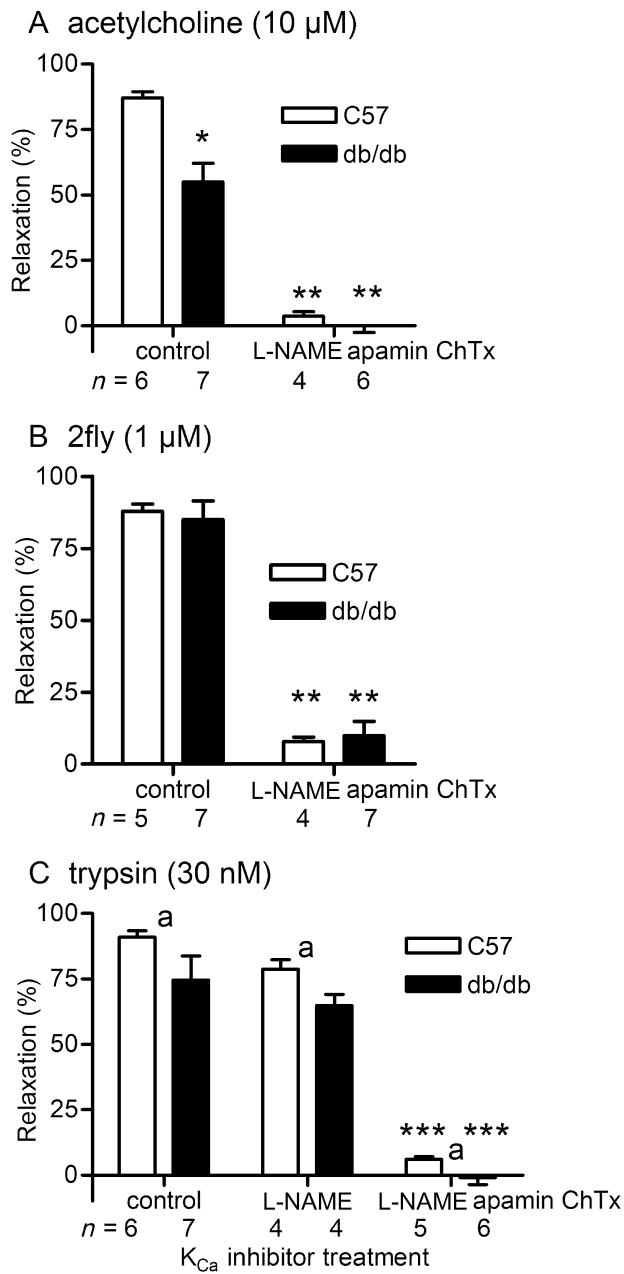 A acetylcholine (10 µM)
100
75
50
25
0
Relaxation (%)
C57
db/db
*
** **
control L-NAME apamin ChTx
n = 6 7 4 6
B 2fly (1 µM)
100
75
50
25
0
Relaxation (%)
C57
db/db
** **
control L-NAME apamin ChTx
n = 5 7 4 7
C trypsin (30 nM)
100
75
50
25
0
Relaxation (%)
a
a
C57
db/db
*** ***
a
control L-NAME L-NAME apamin ChTx
n = 6 7 4 4 5 6
KCa inhibitor treatment